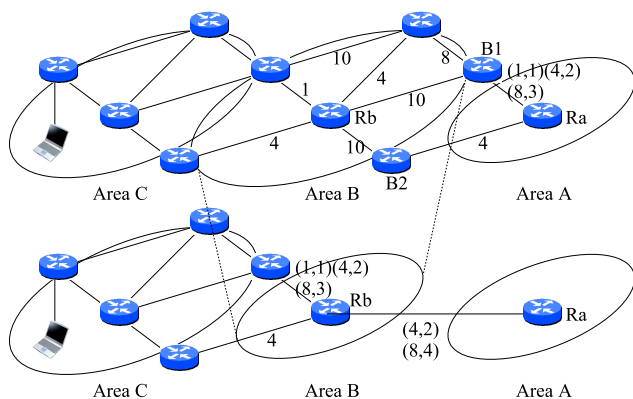 B1
10
8
(1,1)(4,2)
(8,3)
4
1
10
Rb
Ra
4
10
4
B2
Area C
Area B
Area A
(1,1)(4,2)
(8,3)
Rb
Ra
4
(4,2)
(8,4)
Area C
Area B
Area A